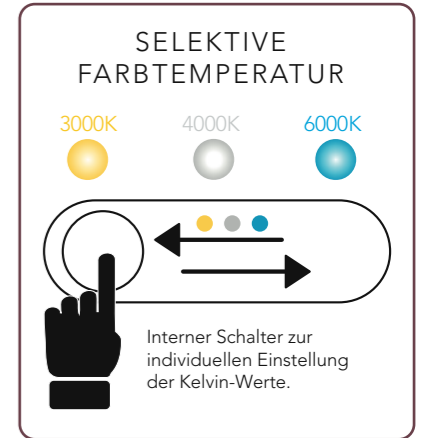 SELEKTIVE
FARBTEMPERATUR
3000K 4000K 6000K
Interner Schalter zur
individuellen Einstellung
der Kelvin-Werte.